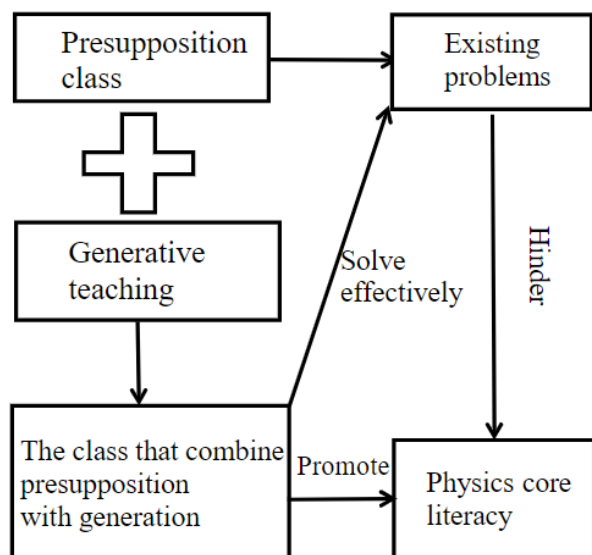 Presupposition
class
Existing
problems
Generative
teaching
Solve
effectively
Hinder
The class that combine
presupposition
with generation
Promote
Physics core
literacy